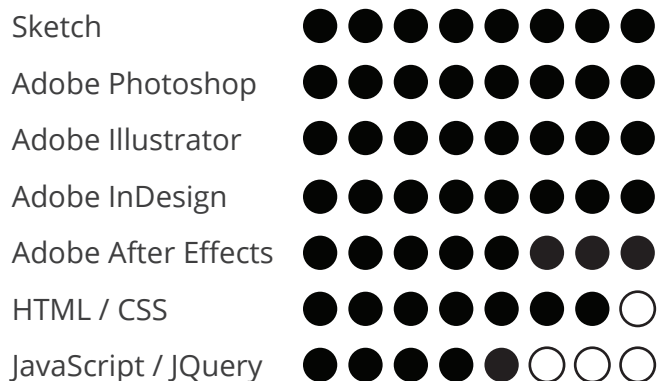 Sketch
Adobe Photoshop
Adobe Illustrator
Adobe InDesign
Adobe After Effects
HTML / CSS
JavaScript / JQuery